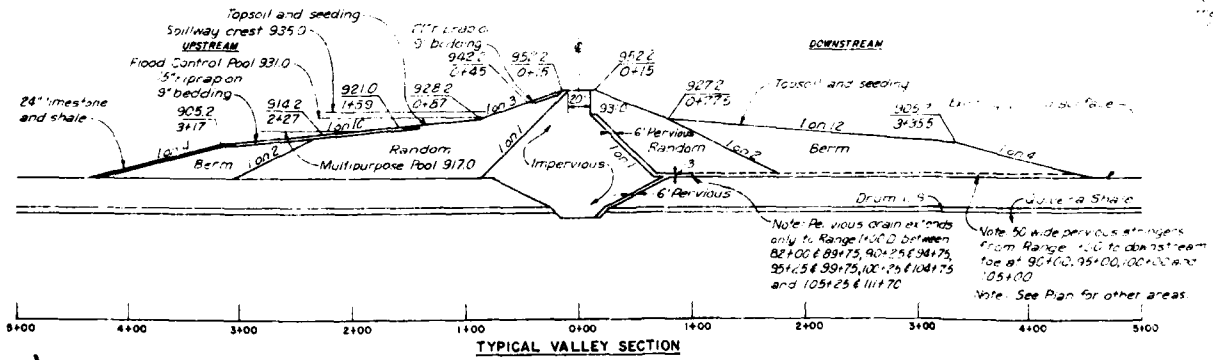 Topsoil and seeding
Spillway crest 935.0
UPSTREAM
Flood Control Pool 931.0
15" riprap on
9" bedding
24" limestone
and shale
905.2
3+17
914.2
2+27
921.0
1+59
928.2
0+87
riprap on
9" bedding
942.
0+45
952.2
0+15
℄
952.2
0+15
DOWNSTREAM
927.2
Topsoil and seeding
3+35.5
surface
20'
93
1 on 3
1 on 10
1 on 4
Berm
1 on 2
Random
Multipurpose Pool 917.0
1 on 1
Impervious
1 on 1
6' Pervious
Random
1 on 2
1 on 12
Berm
1 on 4
3
6' Pervious
Drum
Shale
Note: Pervious drain extends
only to Range 1+00 D between
82+00 & 89+75, 90+25 & 94+75,
95+25 & 99+75, 100+25 & 104+75
and 105+25 & 111+70
Note: 50' wide pervious stringers
from Range to downstream
toe at 90+00, 95+00, 100+00 and
105+00
Note: See Plan for other areas.
5+00 4+00 3+00 2+00 1+00 0+00 1+00 2+00 3+00 4+00 5+00
TYPICAL VALLEY SECTION